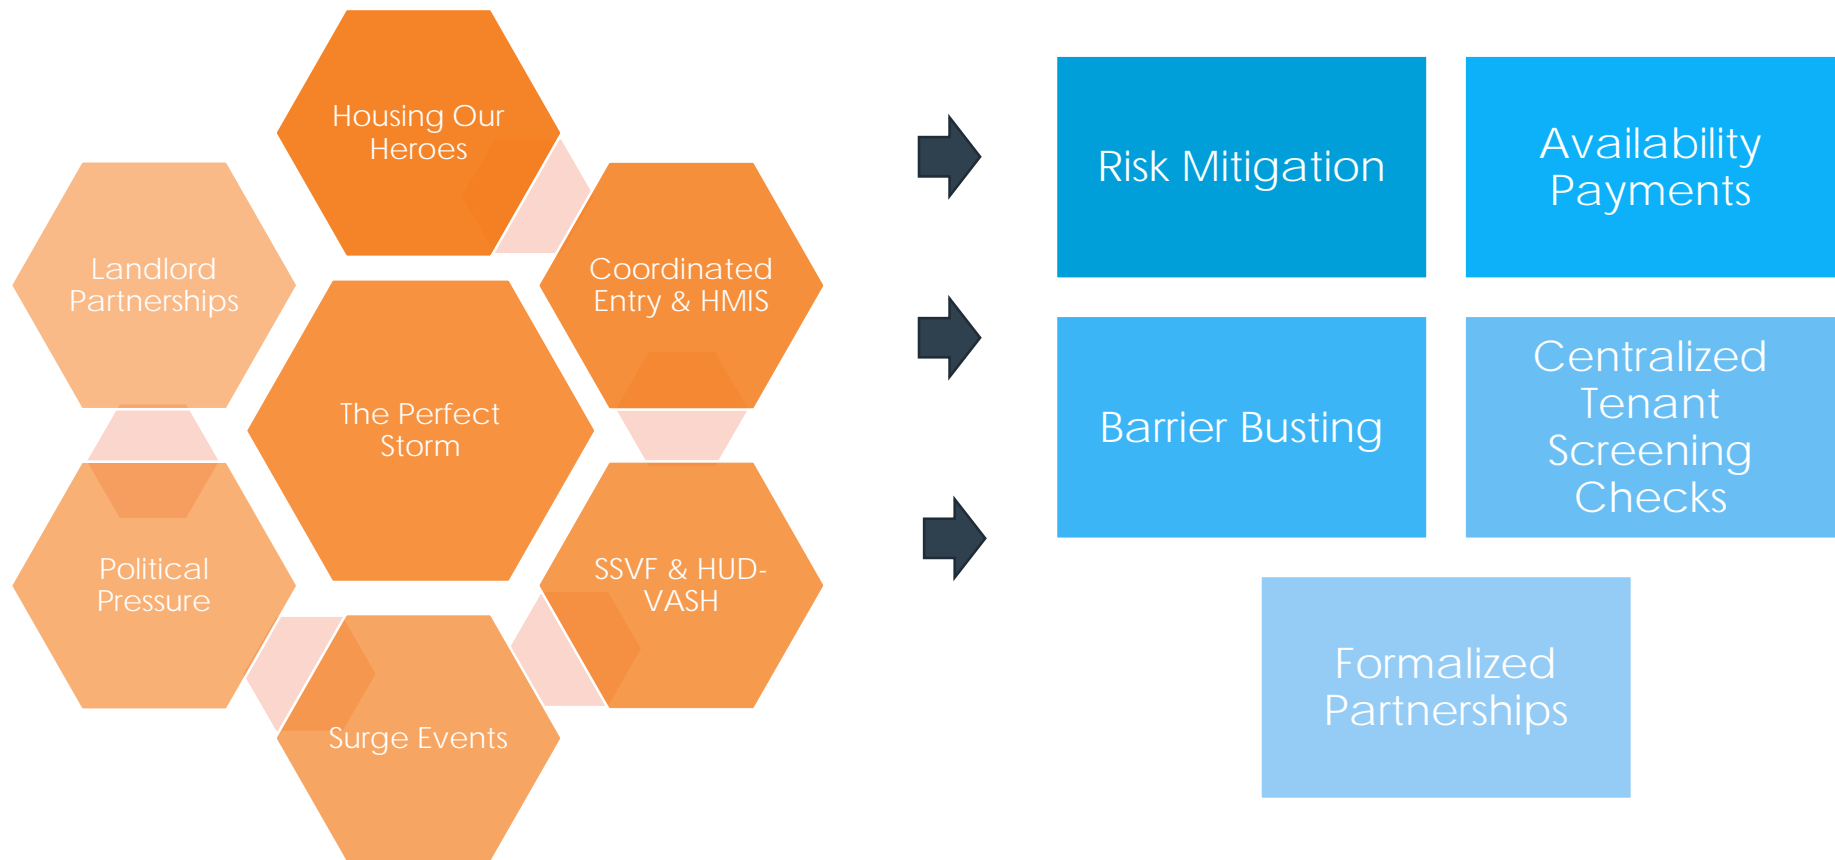 Housing Our
Heroes
Coordinated
Entry & HMIS
SSVF & HUD-
VASH
Surge Events
Political
Pressure
Landlord
Partnerships
The Perfect
Storm
Risk Mitigation
Availability
Payments
Barrier Busting
Centralized
Tenant
Screening
Checks
Formalized
Partnerships